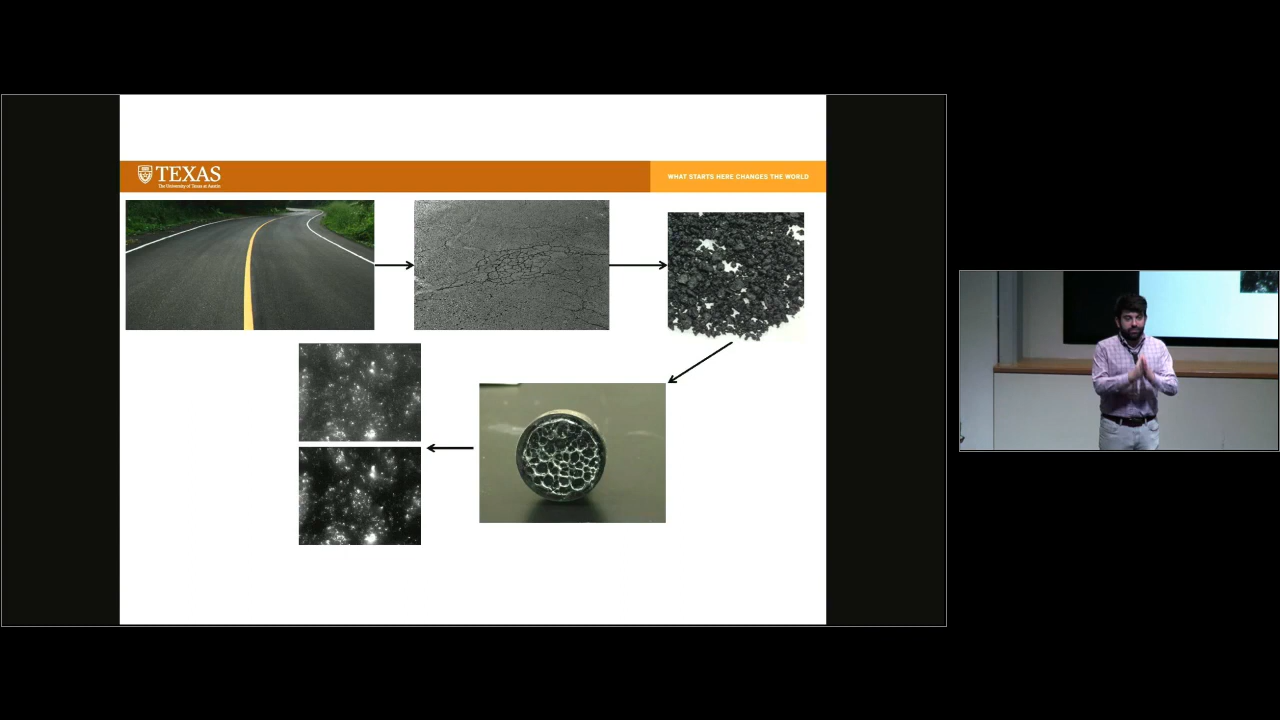 TEXAS
The University of Texas at Austin
WHAT STARTS HERE CHANGES THE WORLD